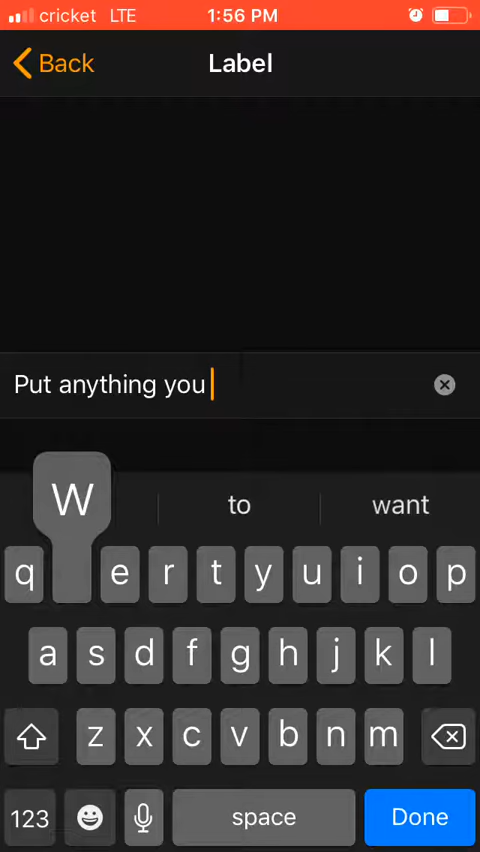 cricket LTE 1:56 PM
Back Label
Put anything you
W to want
q e r t y u i o p
a s d f g h j k l
z x c v b n m
123 space Done